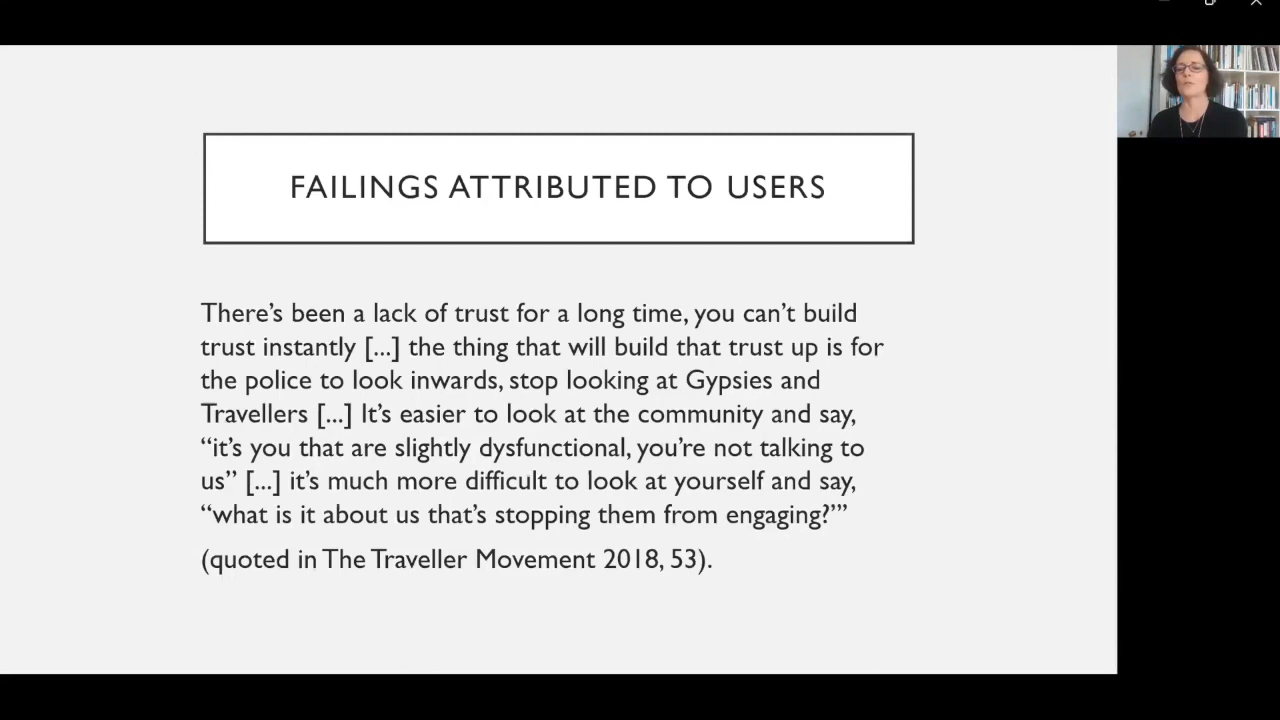 FAILINGS ATTRIBUTED TO USERS
There’s been a lack of trust for a long time, you can’t build
trust instantly [...] the thing that will build that trust up is for
the police to look inwards, stop looking at Gypsies and
Travellers [...] It’s easier to look at the community and say,
“it’s you that are slightly dysfunctional, you’re not talking to
us” [...] it’s much more difficult to look at yourself and say,
“what is it about us that’s stopping them from engaging?’”
(quoted in The Traveller Movement 2018, 53).